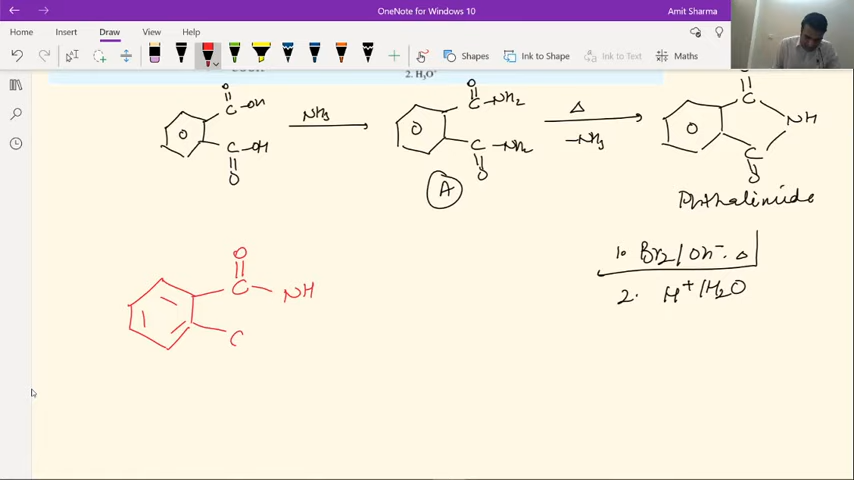 OneNote for Windows 10
Amit Sharma
Home Insert Draw View Help
Shapes Ink to Shape Ink to Text Maths
2. H₃O⁺
O
C-OH
C-OH
O
NH₃
O
C-NH₂
C-NH₂
O
A
Δ
-NH₃
O
C
NH
C
O
Phthalimide
1. Br₂/OH⁻. Δ
2. H⁺/H₂O
O
C
NH
C